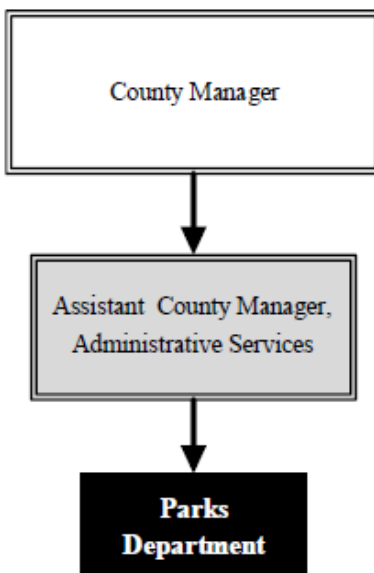 County Manager
Assistant County Manager,
Administrative Services
Parks
Department